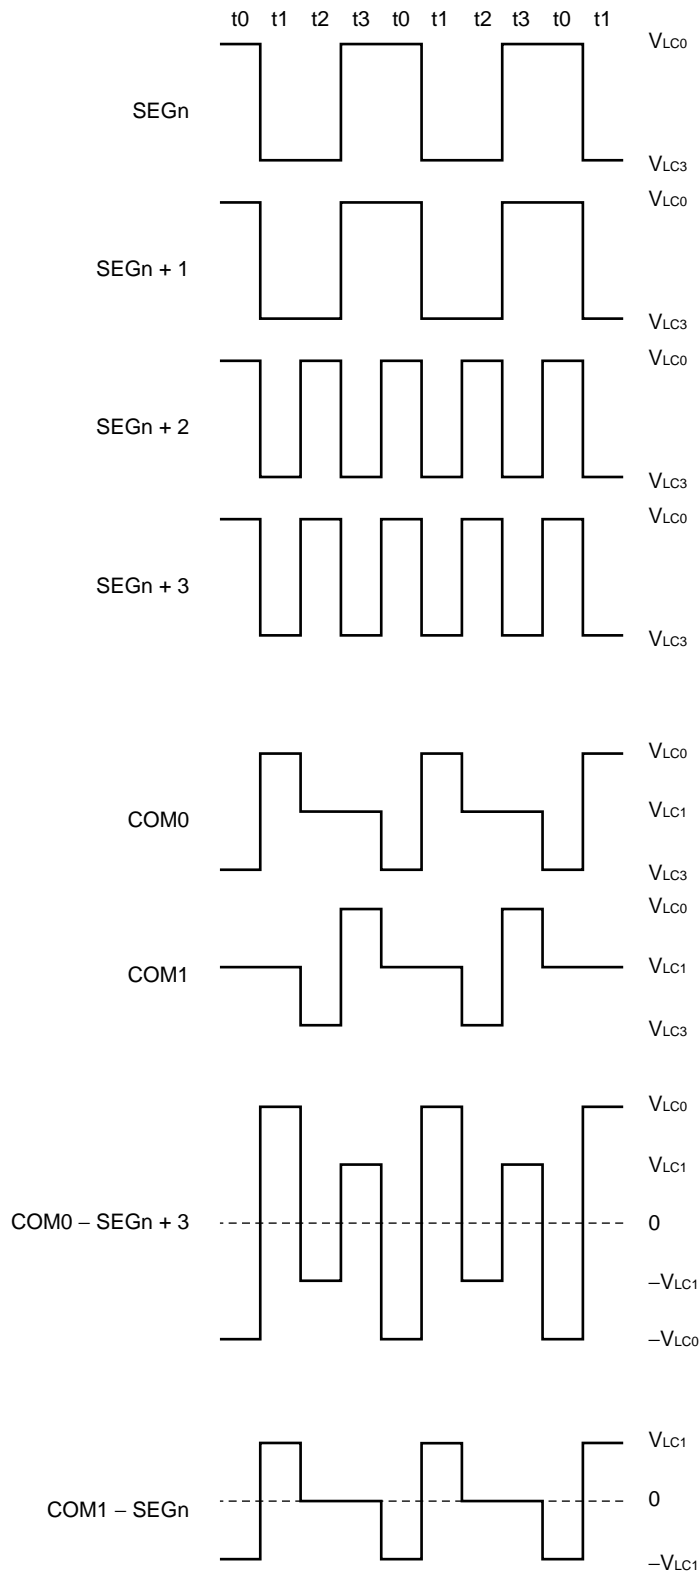 t0 t1 t2 t3 t0 t1 t2 t3 t0 t1
VLC0
SEGn
VLC3
VLC0
SEGn + 1
VLC3
VLC0
SEGn + 2
VLC3
VLC0
SEGn + 3
VLC3
VLC0
COM0
VLC1
VLC3
VLC0
COM1
VLC1
VLC3
VLC0
VLC1
COM0 – SEGn + 3
0
–VLC1
–VLC0
VLC1
COM1 – SEGn
0
–VLC1